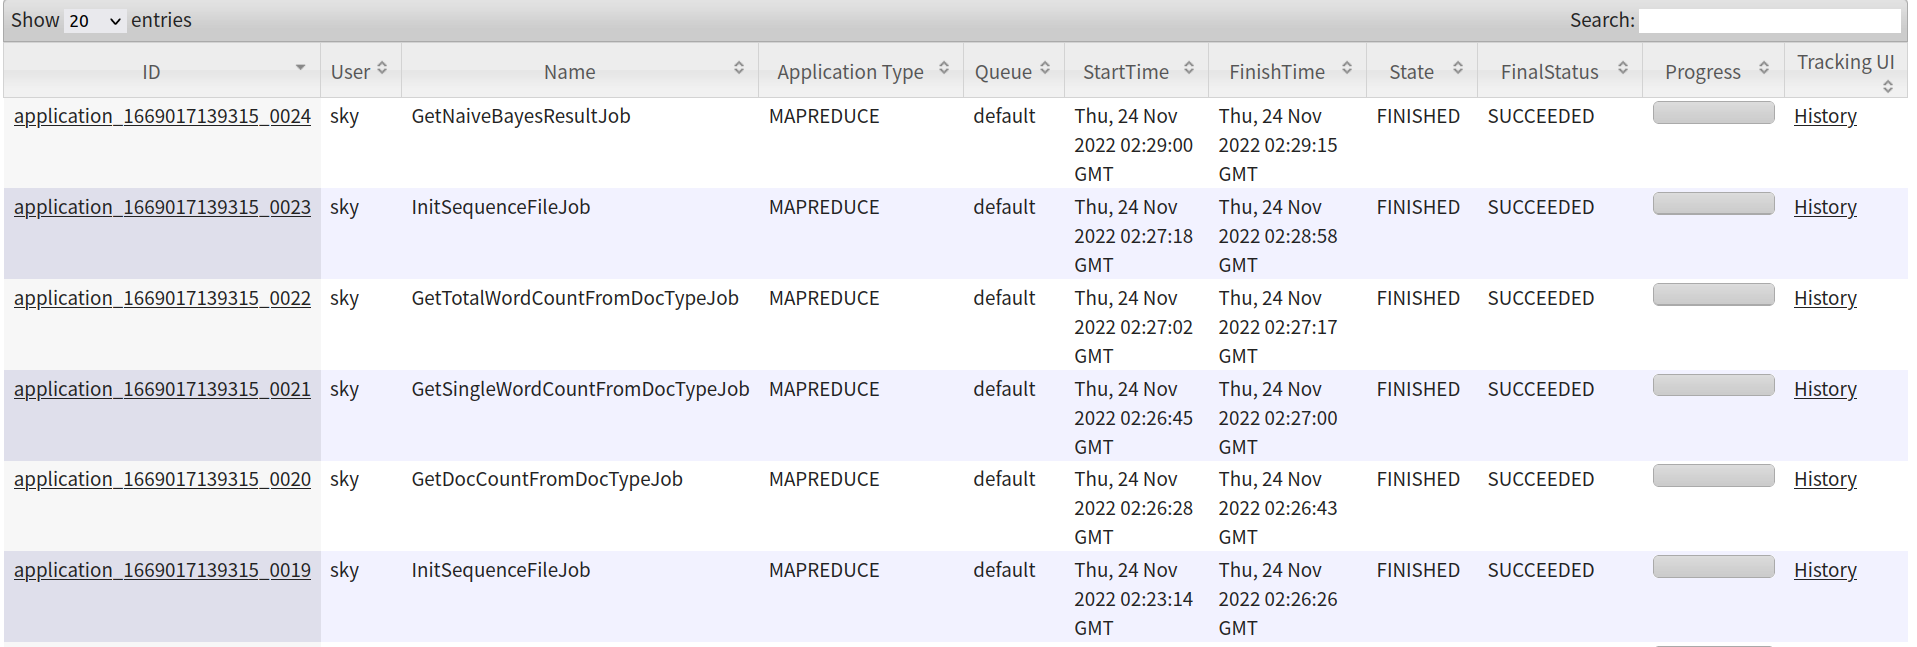 Show 20 entries Search:
ID User Name Application Type Queue StartTime FinishTime State FinalStatus Progress Tracking UI
application_1669017139315_0024 sky GetNaiveBayesResultJob MAPREDUCE default Thu, 24 Nov Thu, 24 Nov FINISHED SUCCEEDED History
2022 02:29:00 2022 02:29:15
GMT GMT
application_1669017139315_0023 sky InitSequenceFileJob MAPREDUCE default Thu, 24 Nov Thu, 24 Nov FINISHED SUCCEEDED History
2022 02:27:18 2022 02:28:58
GMT GMT
application_1669017139315_0022 sky GetTotalWordCountFromDocTypeJob MAPREDUCE default Thu, 24 Nov Thu, 24 Nov FINISHED SUCCEEDED History
2022 02:27:02 2022 02:27:17
GMT GMT
application_1669017139315_0021 sky GetSingleWordCountFromDocTypeJob MAPREDUCE default Thu, 24 Nov Thu, 24 Nov FINISHED SUCCEEDED History
2022 02:26:45 2022 02:27:00
GMT GMT
application_1669017139315_0020 sky GetDocCountFromDocTypeJob MAPREDUCE default Thu, 24 Nov Thu, 24 Nov FINISHED SUCCEEDED History
2022 02:26:28 2022 02:26:43
GMT GMT
application_1669017139315_0019 sky InitSequenceFileJob MAPREDUCE default Thu, 24 Nov Thu, 24 Nov FINISHED SUCCEEDED History
2022 02:23:14 2022 02:26:26
GMT GMT